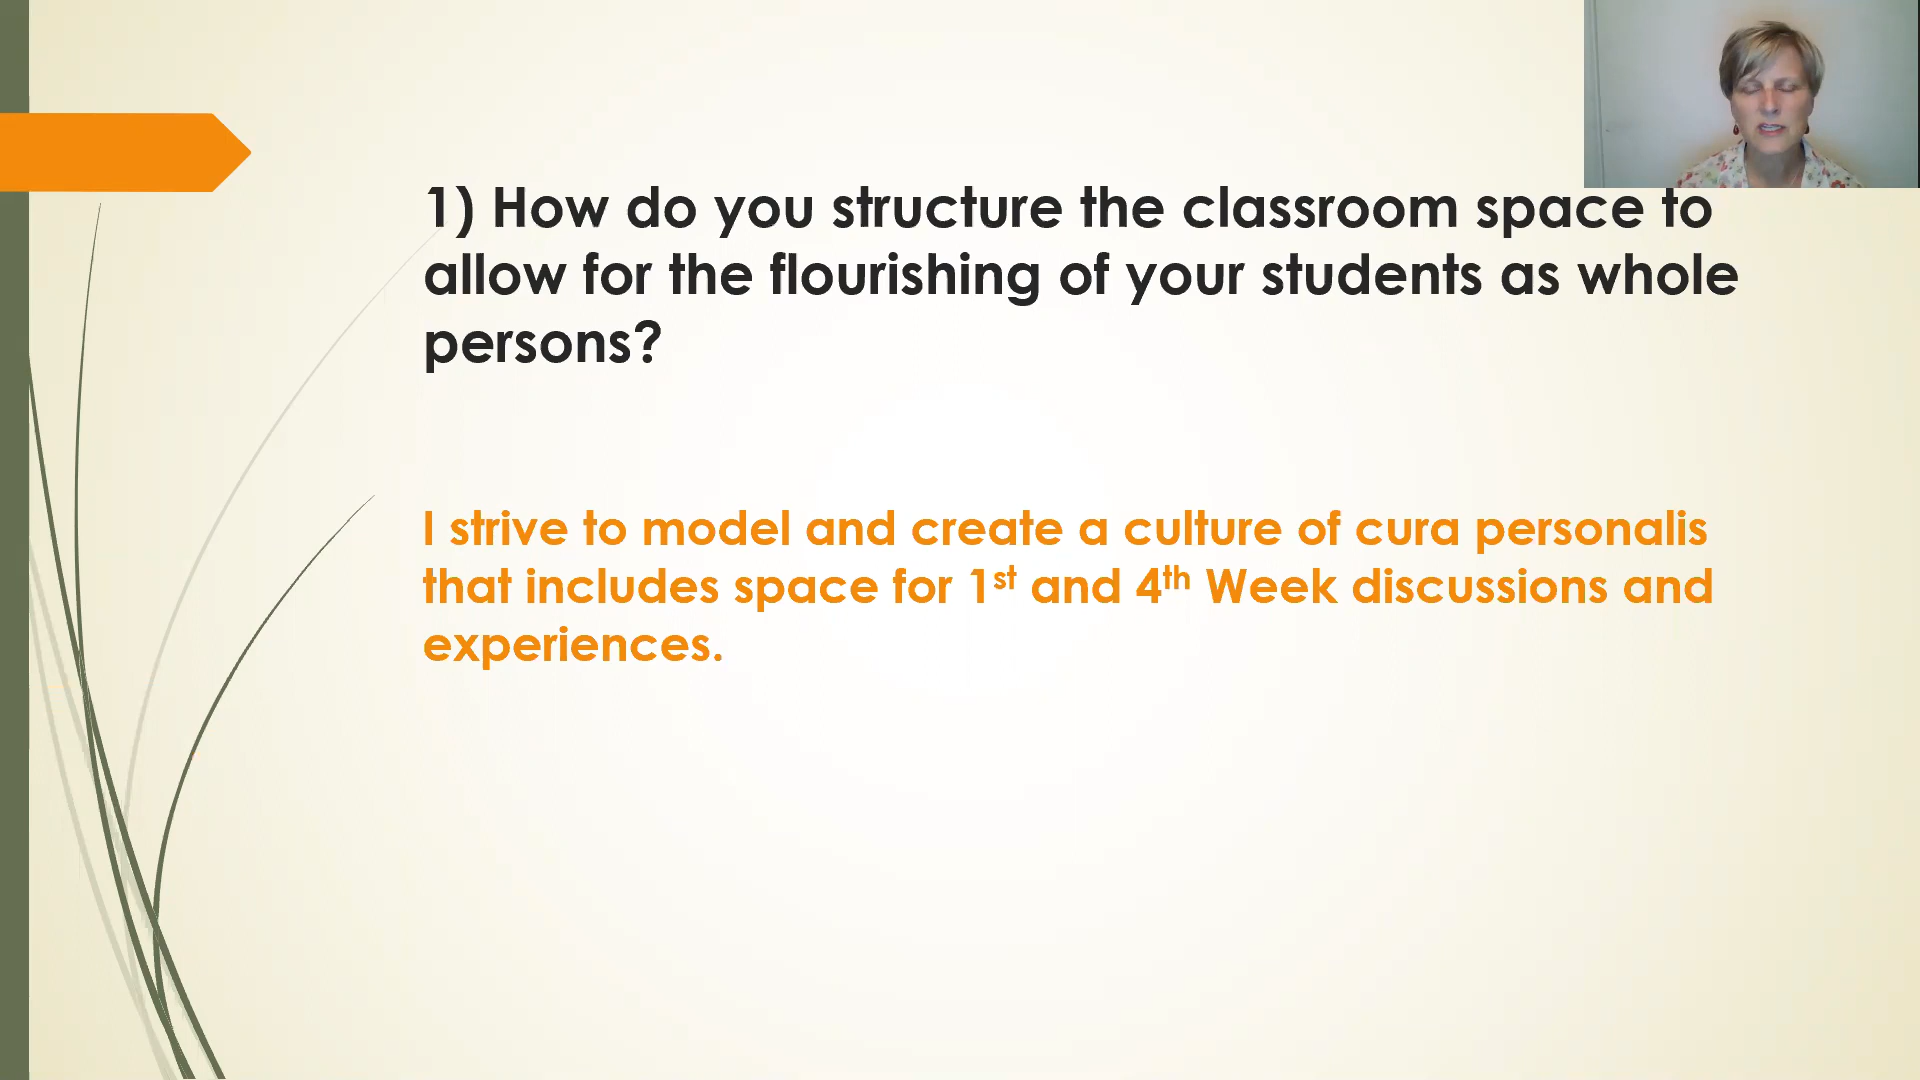 1) How do you structure the classroom space to
allow for the flourishing of your students as whole
persons?
I strive to model and create a culture of cura personalis
that includes space for 1st and 4th Week discussions and
experiences.